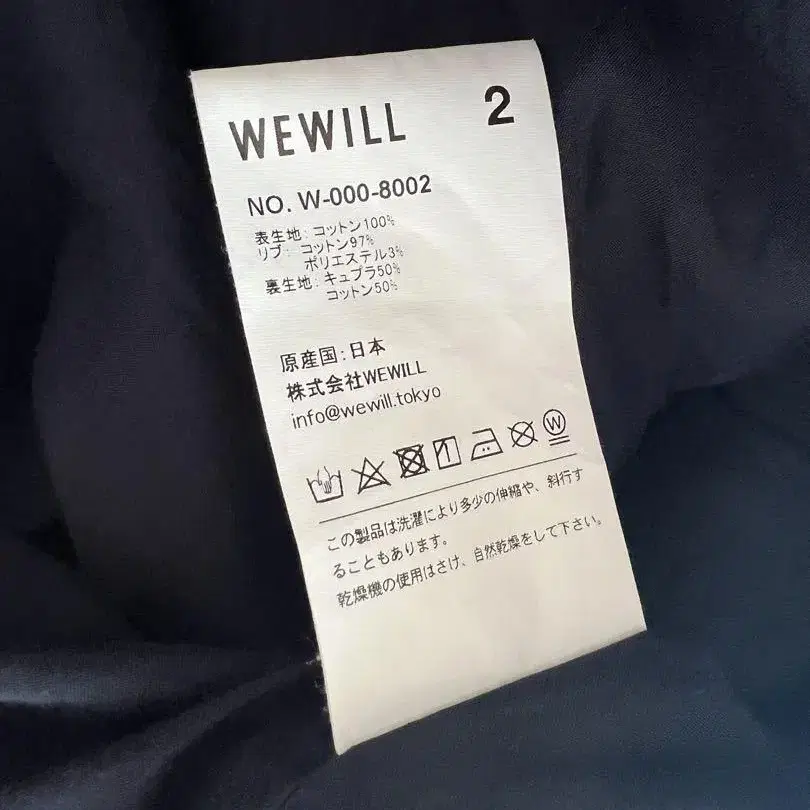 WEWILL 2
NO. W-000-8002
表生地: コットン100%
リブ: コットン97%
ポリエステル3%
裏生地: キュプラ50%
コットン50%
原産国:日本
株式会社WEWILL
info@wewill.tokyo
W
この製品は洗濯により多少の伸縮や、斜行す
ることもあります。
乾燥機の使用はさけ、自然乾燥をして下さい。